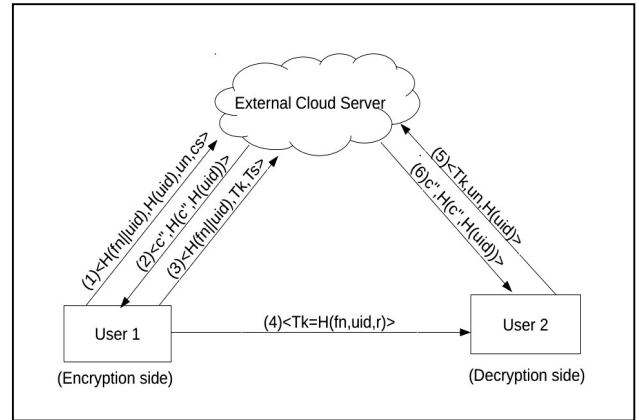 External Cloud Server
(1)<H(fn||uid),H(uid),un,cs>
(2)<c",H(c",H(uid))>
(3)<H(fn||uid),Tk,Ts>
(5)<Tk,un,H(uid)>
(6)c",H(c",H(uid))>
User 1
(4)<Tk=H(fn,uid,r)>
User 2
(Encryption side)
(Decryption side)